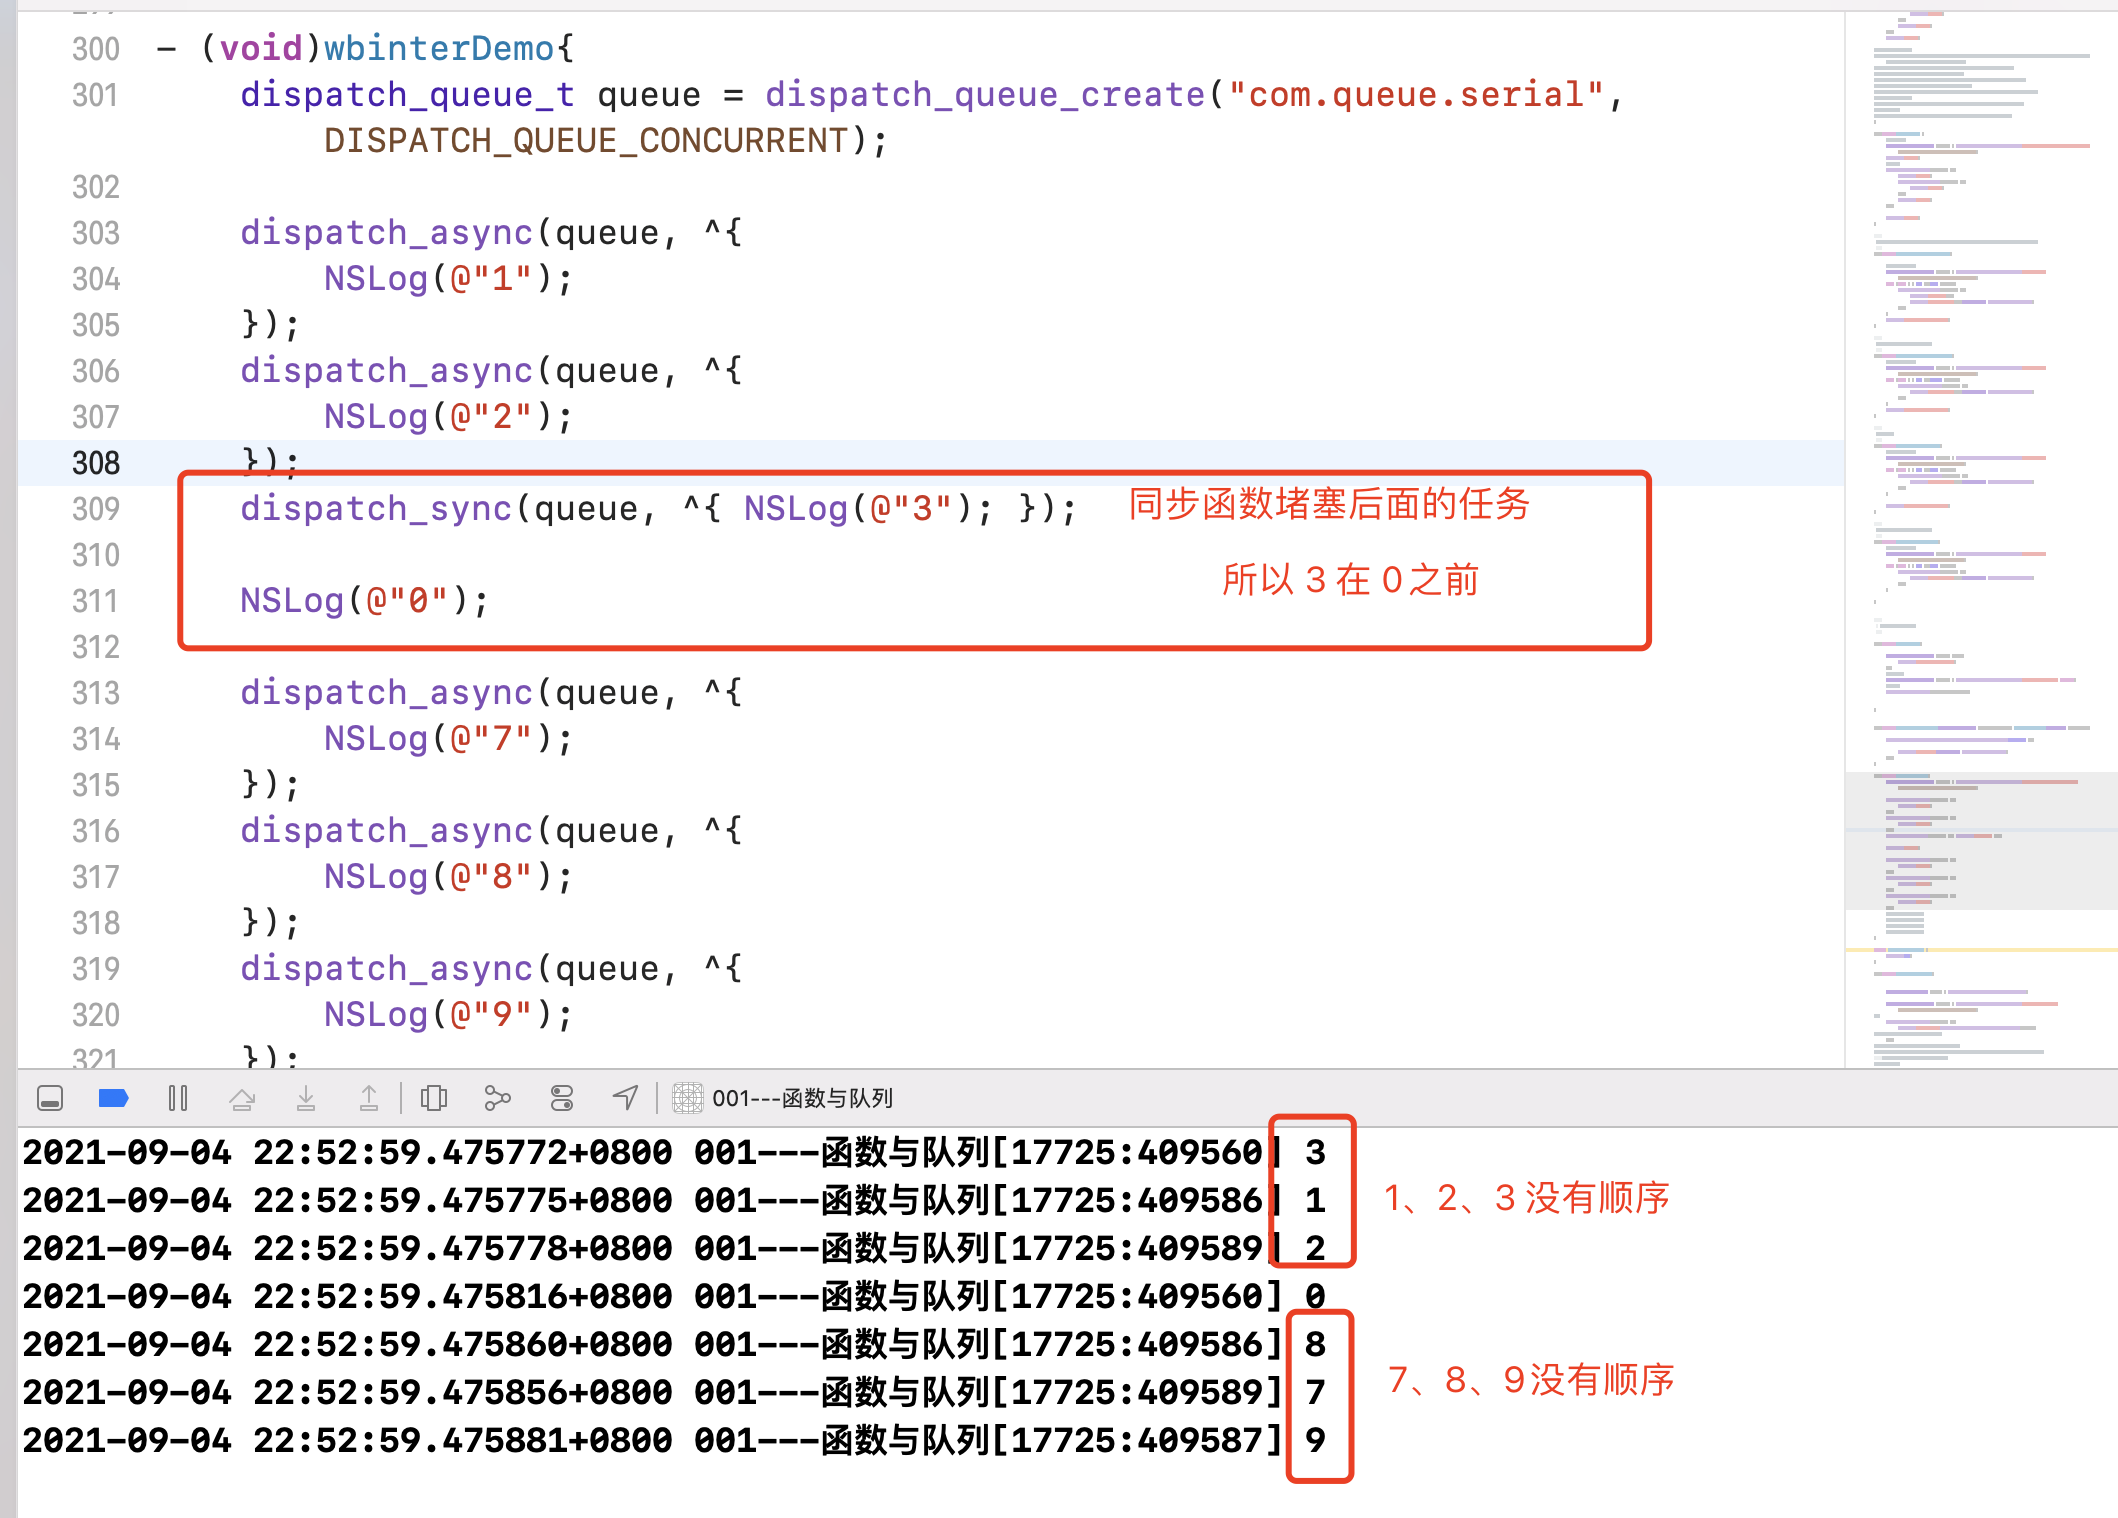 300 - (void)wbinterDemo{
301 dispatch_queue_t queue = dispatch_queue_create("com.queue.serial",
DISPATCH_QUEUE_CONCURRENT);
302
303 dispatch_async(queue, ^{
304 NSLog(@"1");
305 });
306 dispatch_async(queue, ^{
307 NSLog(@"2");
308 });
309 dispatch_sync(queue, ^{ NSLog(@"3"); }); 同步函数堵塞后面的任务
310
所以 3 在 0 之前
311 NSLog(@"0");
312
313 dispatch_async(queue, ^{
314 NSLog(@"7");
315 });
316 dispatch_async(queue, ^{
317 NSLog(@"8");
318 });
319 dispatch_async(queue, ^{
320 NSLog(@"9");
321 });
001---函数与队列
2021-09-04 22:52:59.475772+0800 001---函数与队列[17725:409560] 3
2021-09-04 22:52:59.475775+0800 001---函数与队列[17725:409586] 1
1、2、3 没有顺序
2021-09-04 22:52:59.475778+0800 001---函数与队列[17725:409589] 2
2021-09-04 22:52:59.475816+0800 001---函数与队列[17725:409560] 0
2021-09-04 22:52:59.475860+0800 001---函数与队列[17725:409586] 8
2021-09-04 22:52:59.475856+0800 001---函数与队列[17725:409589] 7
7、8、9没有顺序
2021-09-04 22:52:59.475881+0800 001---函数与队列[17725:409587] 9